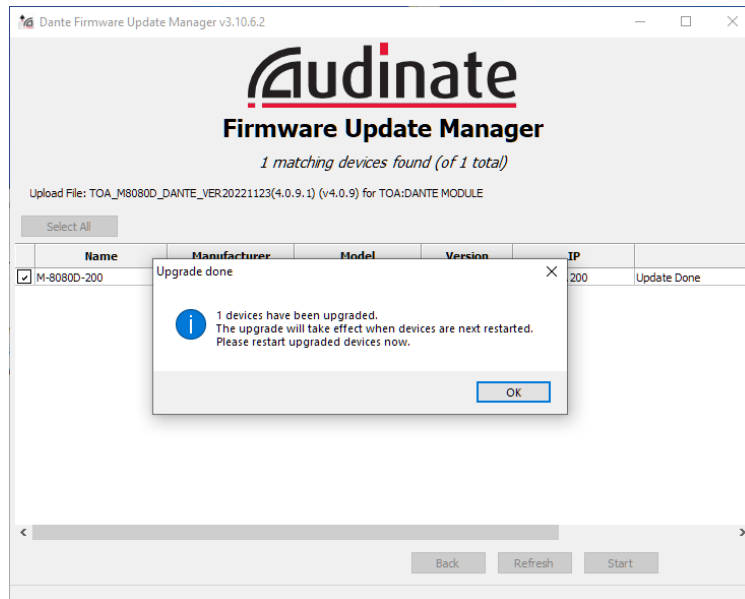 Dante Firmware Update Manager v3.10.6.2
Audinate
Firmware Update Manager
1 matching devices found (of 1 total)
Upload File: TOA_M8080D_DANTE_VER20221123(4.0.9.1) (v4.0.9) for TOA:DANTE MODULE
Select All
Name Manufacturer Model Version IP
M-8080D-200 200 Update Done
Upgrade done
1 devices have been upgraded.
The upgrade will take effect when devices are next restarted.
Please restart upgraded devices now.
OK
Back Refresh Start